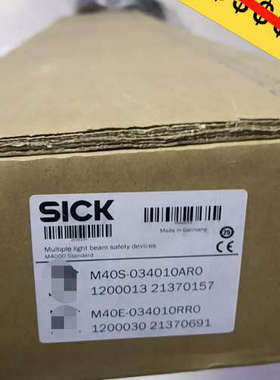 SICK
Made in Germany
Multiple light beam safety devices
M4000 Standard
M40S-034010AR0
1200013 21370157
M40E-034010RR0
1200030 21370691